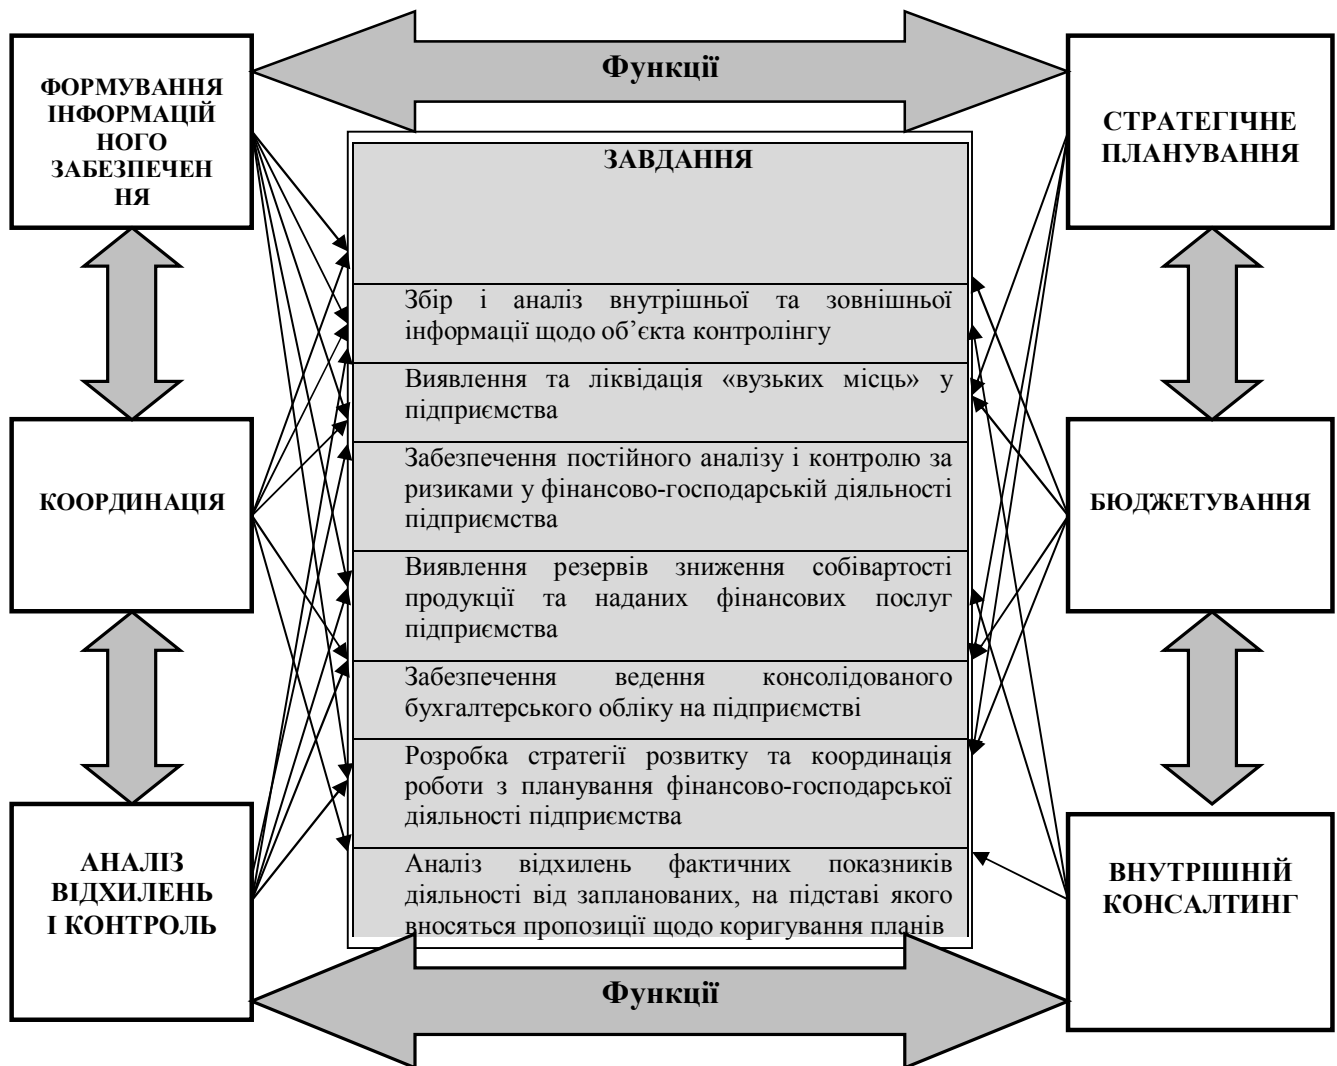 Функції
ФОРМУВАННЯ
ІНФОРМАЦІЙ
НОГО
ЗАБЕЗПЕЧЕН
НЯ
СТРАТЕГІЧНЕ
ПЛАНУВАННЯ
ЗАВДАННЯ
Збір і аналіз внутрішньої та зовнішньої
інформації щодо об’єкта контролінгу
Виявлення та ліквідація «вузьких місць» у
підприємства
Забезпечення постійного аналізу і контролю за
ризиками у фінансово-господарській діяльності
підприємства
КООРДИНАЦІЯ
БЮДЖЕТУВАННЯ
Виявлення резервів зниження собівартості
продукції та наданих фінансових послуг
підприємства
Забезпечення ведення консолідованого
бухгалтерського обліку на підприємстві
Розробка стратегії розвитку та координація
роботи з планування фінансово-господарської
діяльності підприємства
Аналіз відхилень фактичних показників
діяльності від запланованих, на підставі якого
вносяться пропозиції щодо коригування планів
АНАЛІЗ
ВІДХИЛЕНЬ
І КОНТРОЛЬ
ВНУТРІШНІЙ
КОНСАЛТИНГ
Функції